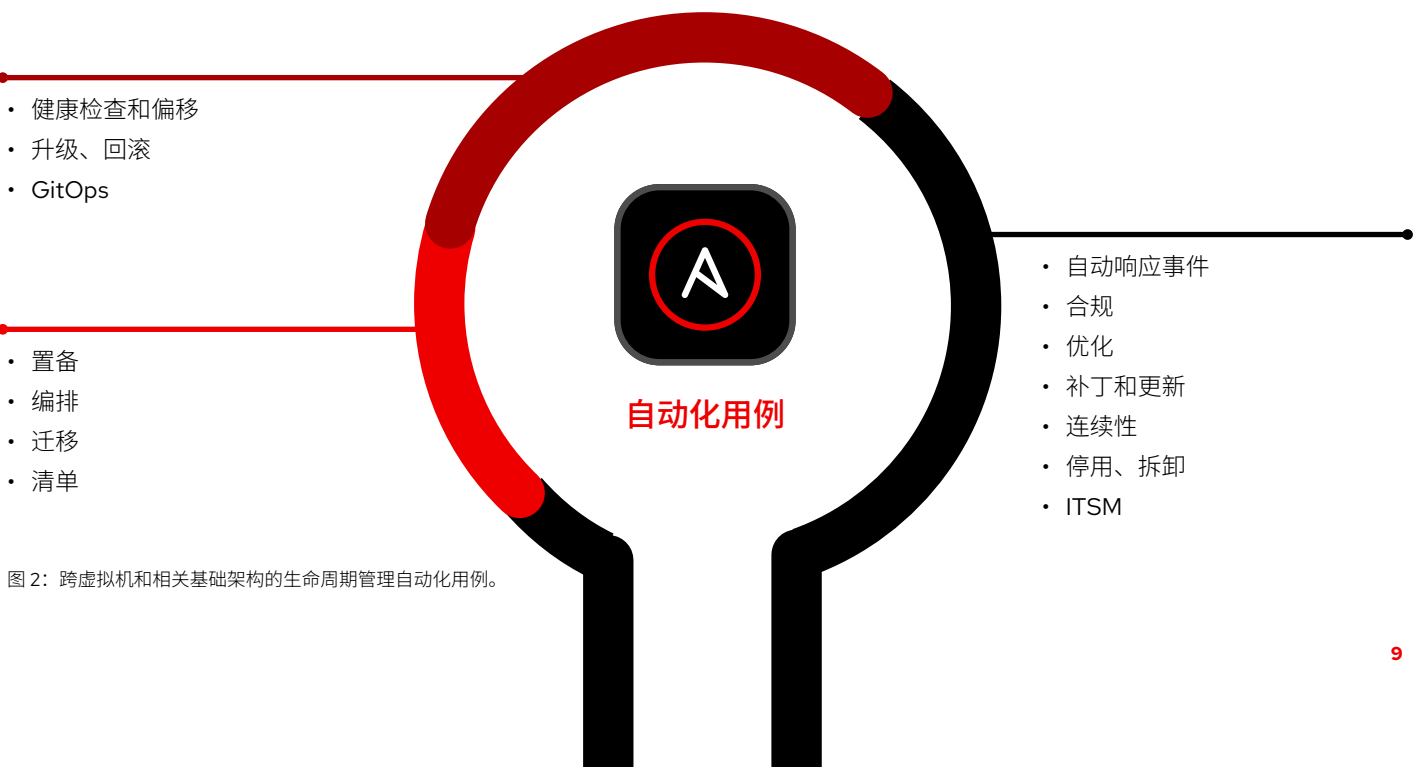 • 健康检查和偏移
• 升级、回滚
• GitOps
• 置备
• 编排
• 迁移
• 清单
自动化用例
• 自动响应事件
• 合规
• 优化
• 补丁和更新
• 连续性
• 停用、拆卸
• ITSM
图 2：跨虚拟机和相关基础架构的生命周期管理自动化用例。
9